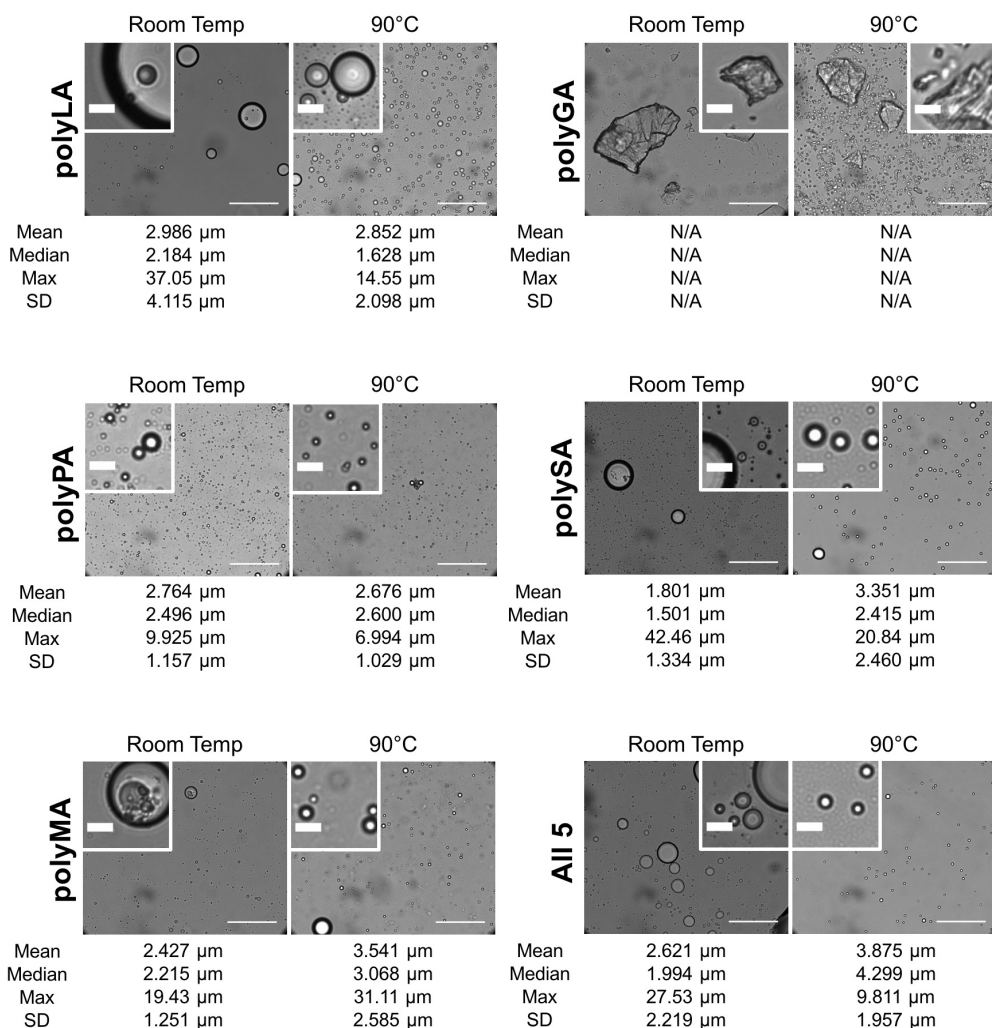 Room Temp 90°C
polyLA
Mean 2.986 µm 2.852 µm
Median 2.184 µm 1.628 µm
Max 37.05 µm 14.55 µm
SD 4.115 µm 2.098 µm
Room Temp 90°C
polyGA
Mean N/A N/A
Median N/A N/A
Max N/A N/A
SD N/A N/A
Room Temp 90°C
polyPA
Mean 2.764 µm 2.676 µm
Median 2.496 µm 2.600 µm
Max 9.925 µm 6.994 µm
SD 1.157 µm 1.029 µm
Room Temp 90°C
polySA
Mean 1.801 µm 3.351 µm
Median 1.501 µm 2.415 µm
Max 42.46 µm 20.84 µm
SD 1.334 µm 2.460 µm
Room Temp 90°C
polyMA
Mean 2.427 µm 3.541 µm
Median 2.215 µm 3.068 µm
Max 19.43 µm 31.11 µm
SD 1.251 µm 2.585 µm
Room Temp 90°C
All 5
Mean 2.621 µm 3.875 µm
Median 1.994 µm 4.299 µm
Max 27.53 µm 9.811 µm
SD 2.219 µm 1.957 µm